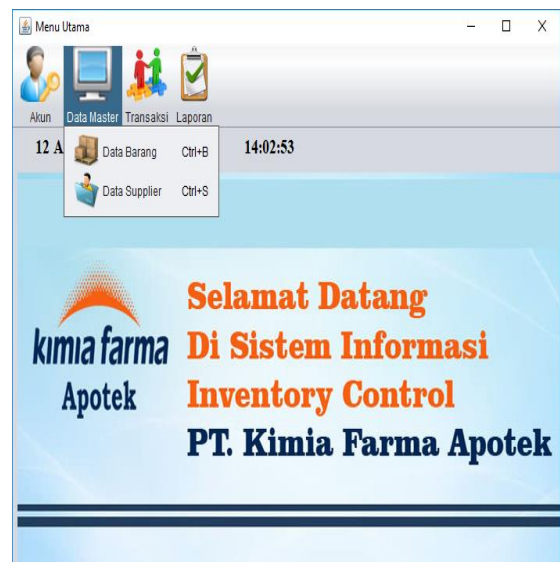 Menu Utama
Akun Data Master Transaksi Laporan
12 A 14:02:53
Data Barang Ctrl+B
Data Supplier Ctrl+S
kimia farma
Apotek
Selamat Datang
Di Sistem Informasi
Inventory Control
PT. Kimia Farma Apotek